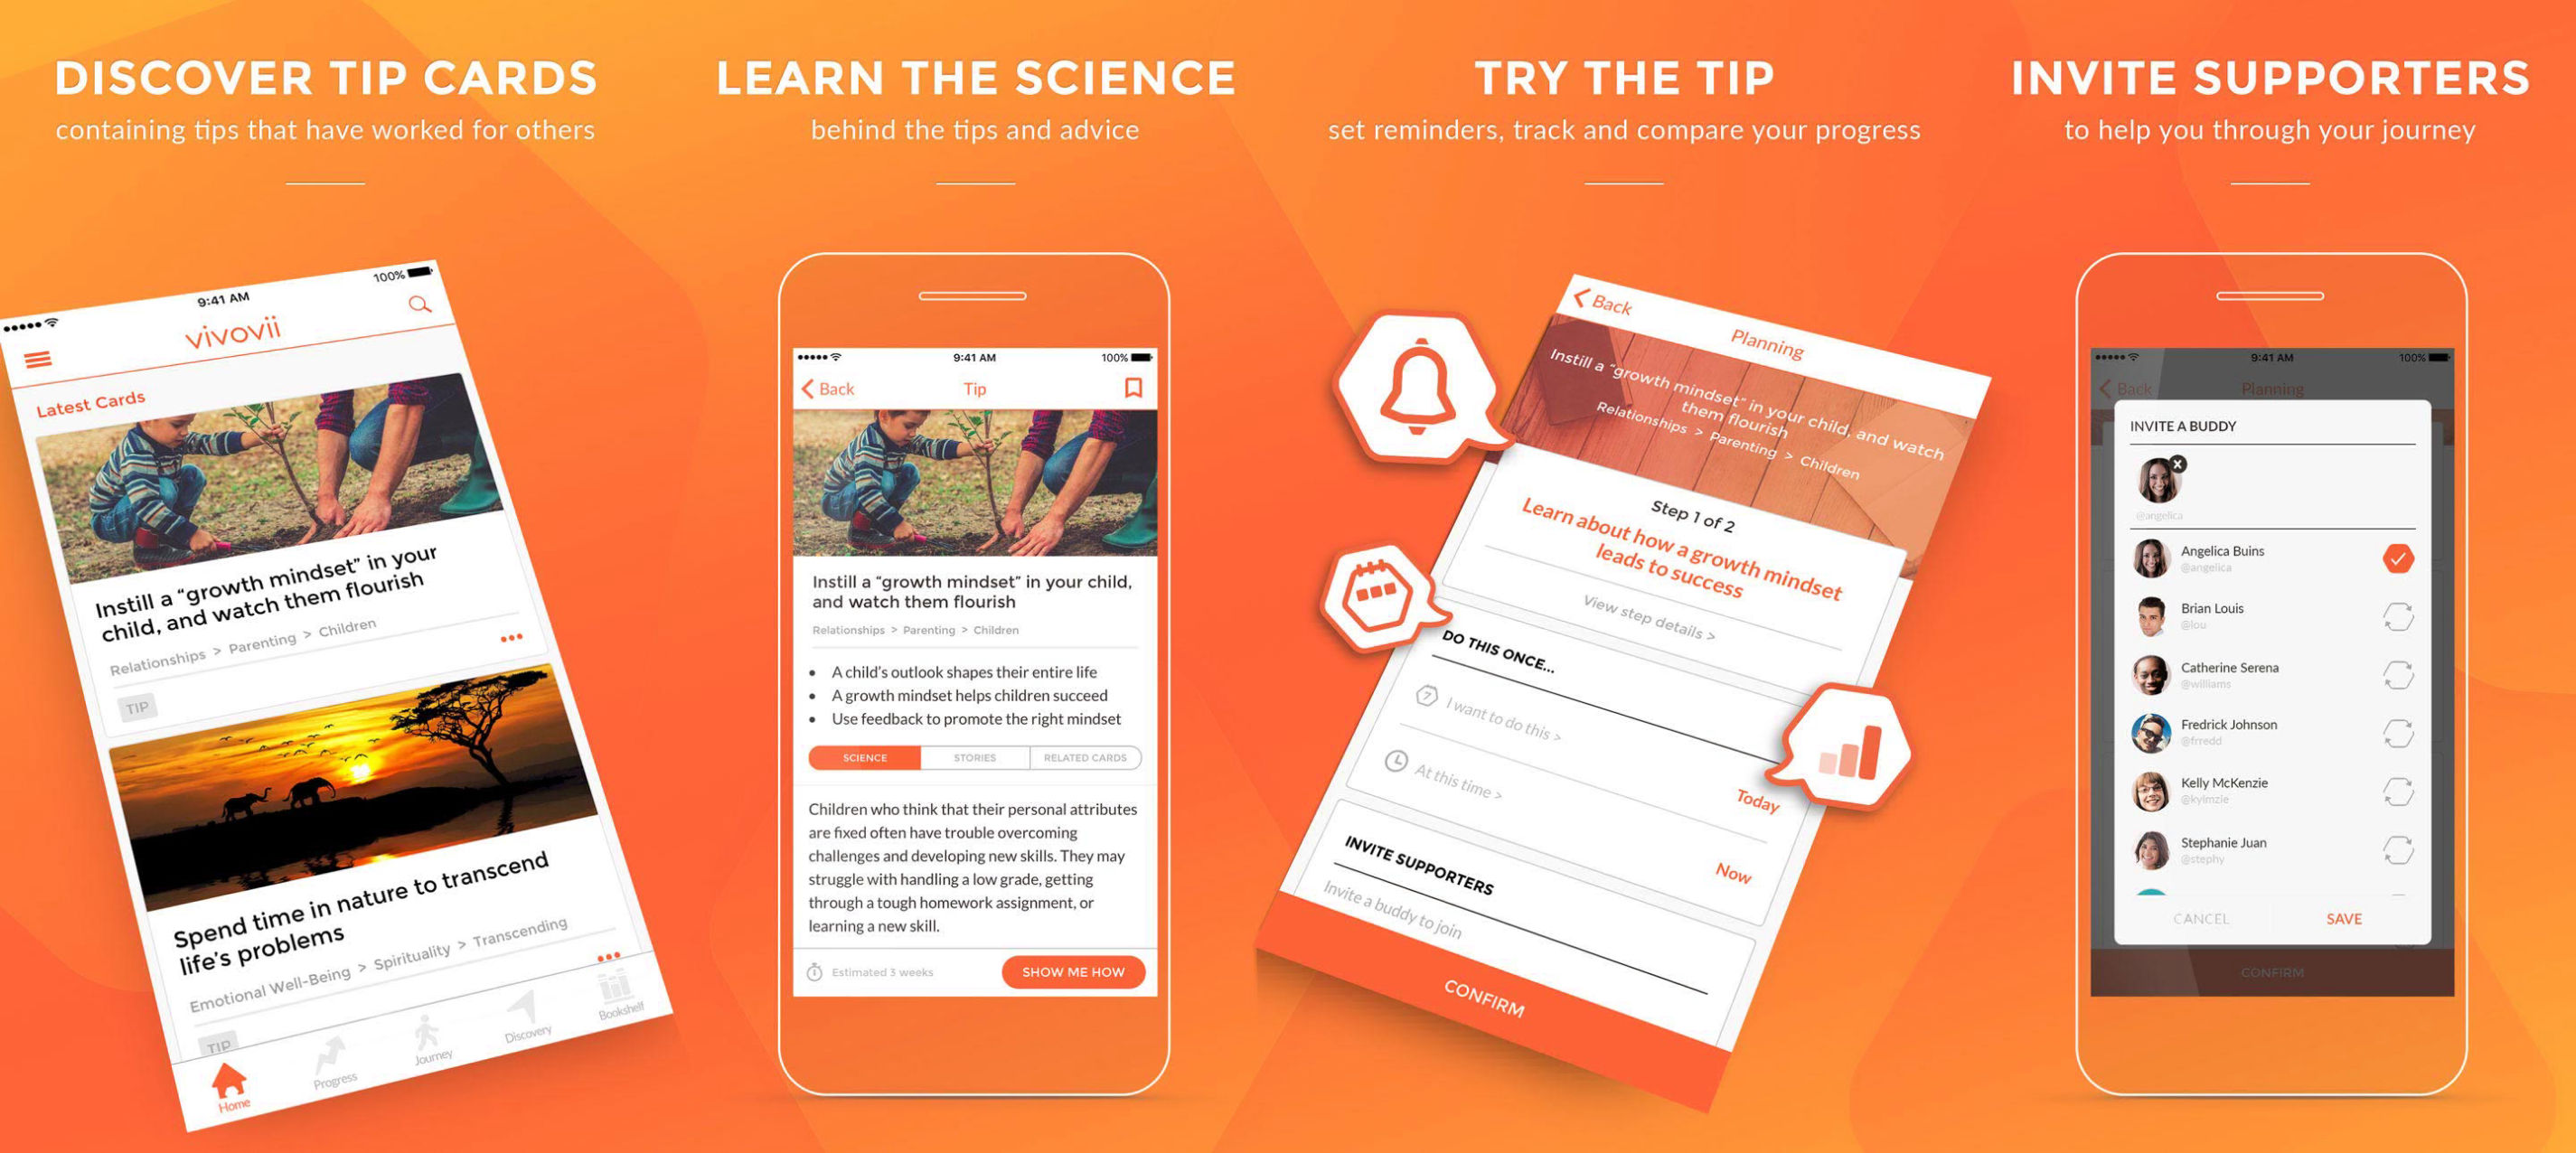 DISCOVER TIP CARDS
containing tips that have worked for others
9:41 AM
100%
vivovii
Latest Cards
Instill a "growth mindset" in your
child, and watch them flourish
Relationships > Parenting > Children
TIP
Spend time in nature to transcend
life's problems
Emotional Well-Being > Spirituality > Transcending
TIP
Home
Progress
Journey
Discovery
Bookshelf
LEARN THE SCIENCE
behind the tips and advice
9:41 AM
100%
Back
Tip
Instill a "growth mindset" in your child,
and watch them flourish
Relationships > Parenting > Children
• A child's outlook shapes their entire life
• A growth mindset helps children succeed
• Use feedback to promote the right mindset
SCIENCE
STORIES
RELATED CARDS
Children who think that their personal attributes
are fixed often have trouble overcoming
challenges and developing new skills. They may
struggle with handling a low grade, getting
through a tough homework assignment, or
learning a new skill.
Estimated 3 weeks
SHOW ME HOW
TRY THE TIP
set reminders, track and compare your progress
Back
Planning
Instill a "growth mindset" in your child, and watch
them flourish
Relationships > Parenting > Children
Step 1 of 2
Learn about how a growth mindset
leads to success
View step details >
DO THIS ONCE...
7
I want to do this >
Today
At this time >
Now
INVITE SUPPORTERS
Invite a buddy to join
CONFIRM
INVITE SUPPORTERS
to help you through your journey
9:41 AM
100%
Back
Planning
INVITE A BUDDY
@angelica
Angelica Buins
@angelica
Brian Louis
@lou
Catherine Serena
@williams
Fredrick Johnson
@frredd
Kelly McKenzie
@kylmzie
Stephanie Juan
@stephy
CANCEL
SAVE
CONFIRM